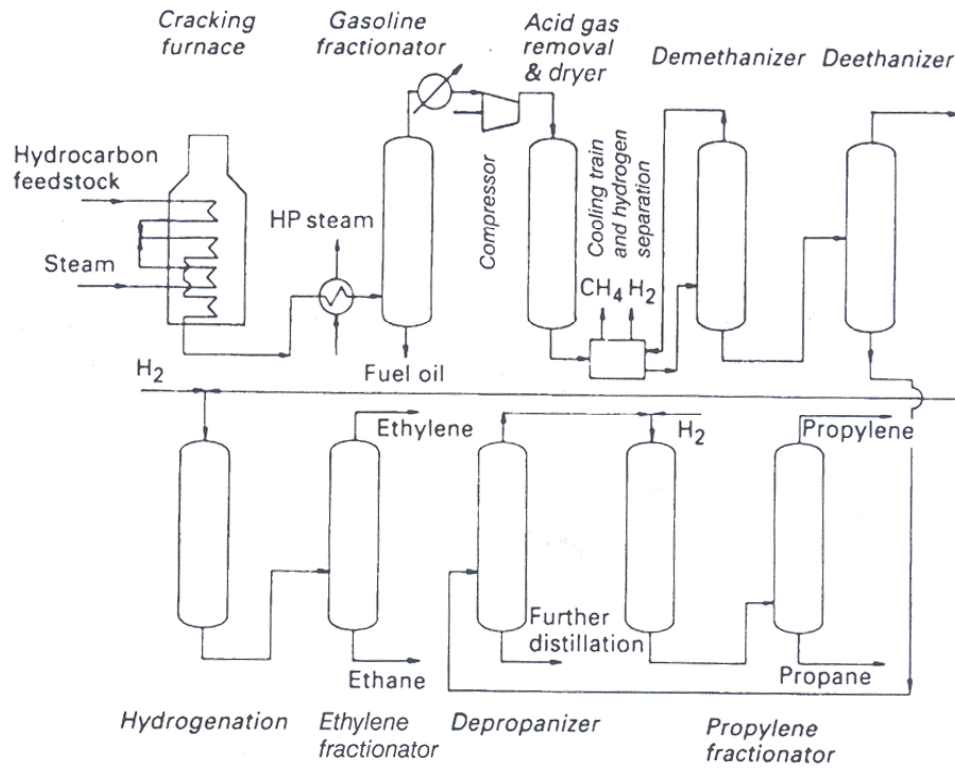 Cracking
furnace
Gasoline
fractionator
Acid gas
removal
& dryer
Demethanizer
Deethanizer
Hydrocarbon
feedstock
Steam
HP steam
Compressor
Cooling train
and hydrogen
separation
CH₄ H₂
Fuel oil
H₂
Ethylene
H₂
Propylene
Further
distillation
Ethane
Propane
Hydrogenation
Ethylene
fractionator
Depropanizer
Propylene
fractionator